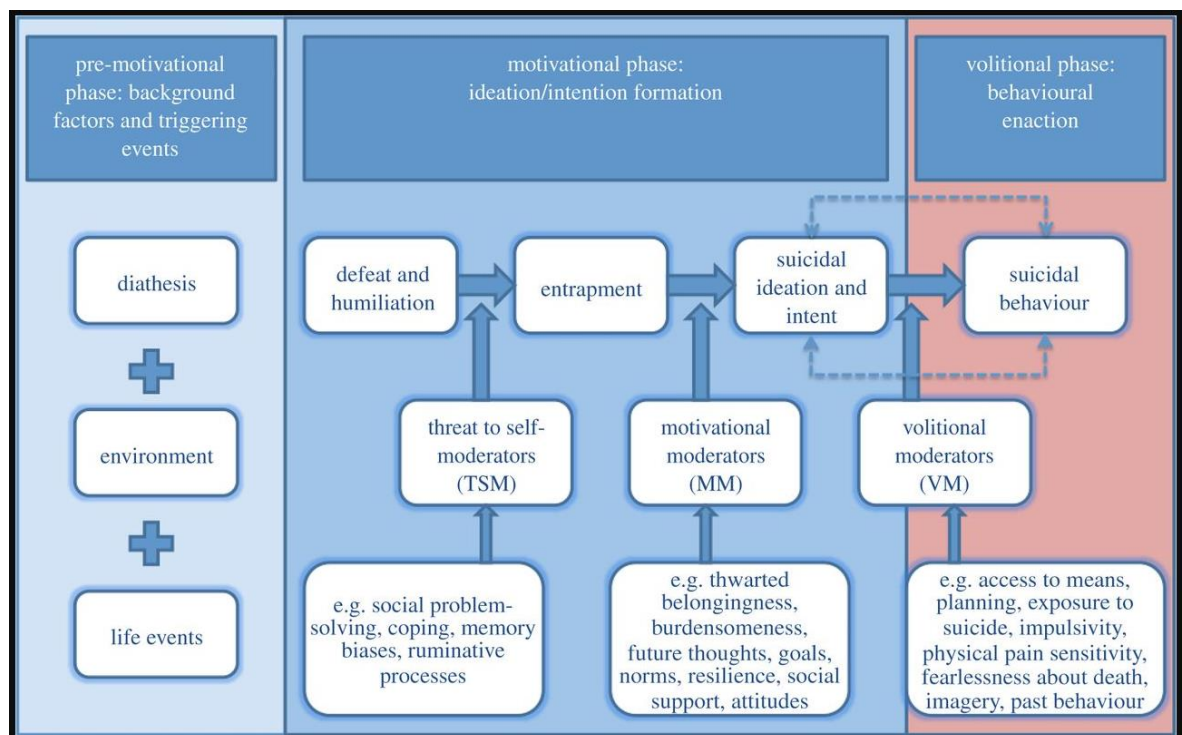 pre-motivational
phase: background
factors and triggering
events
motivational phase:
ideation/intention formation
volitional phase:
behavioural
enaction
diathesis
defeat and
humiliation
entrapment
suicidal
ideation and
intent
suicidal
behaviour
environment
threat to self-
moderators
(TSM)
motivational
moderators
(MM)
volitional
moderators
(VM)
life events
e.g. social problem-
solving, coping, memory
biases, ruminative
processes
e.g. thwarted
belongingness,
burdensomeness,
future thoughts, goals,
norms, resilience, social
support, attitudes
e.g. access to means,
planning, exposure to
suicide, impulsivity,
physical pain sensitivity,
fearlessness about death,
imagery, past behaviour